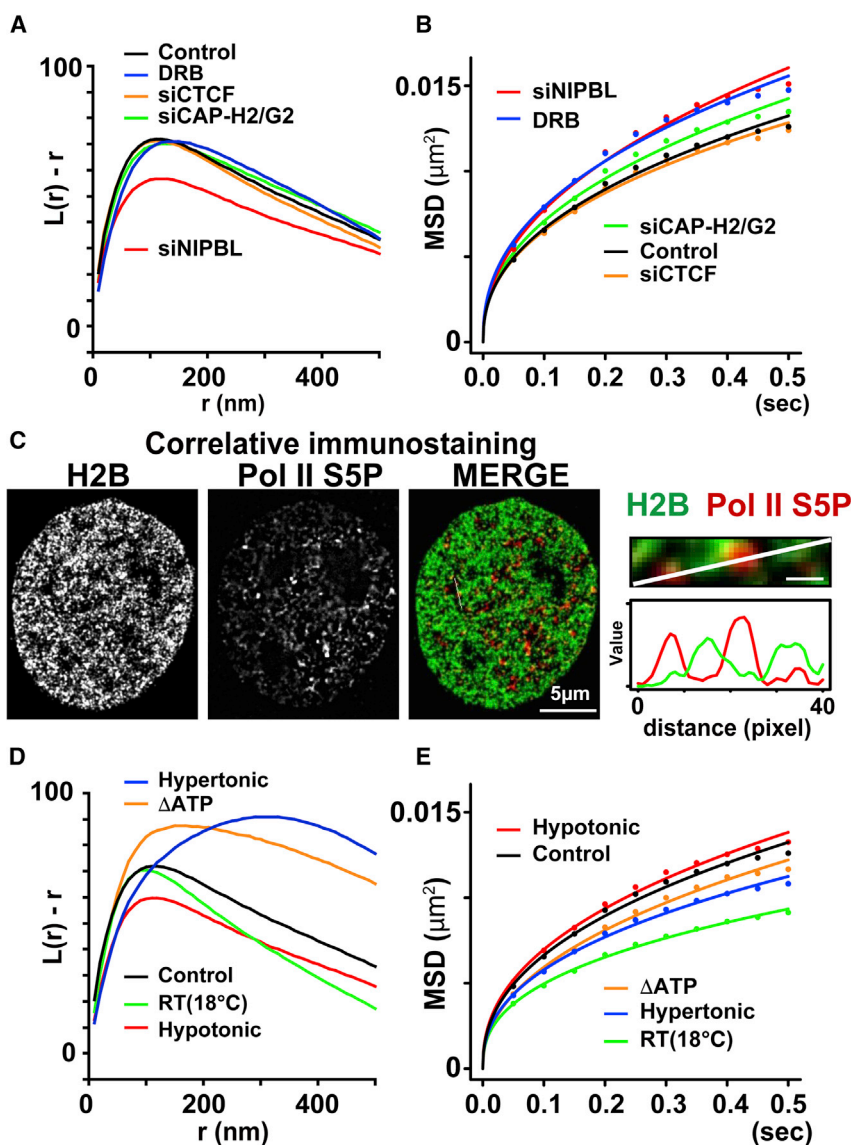 A
Control
DRB
siCTCF
siCAP-H2/G2
siNIPBL
100
0
L(r) - r
0 200 400
r (nm)
B
0.015
0
MSD (μm²)
siNIPBL
DRB
siCAP-H2/G2
Control
siCTCF
0.0 0.1 0.2 0.3 0.4 0.5
(sec)
C
Correlative immunostaining
H2B Pol II S5P MERGE
5μm
H2B Pol II S5P
Value
0 40
distance (pixel)
D
Hypertonic
ΔATP
100
0
L(r) - r
Control
RT(18°C)
Hypotonic
0 200 400
r (nm)
E
0.015
0
MSD (μm²)
Hypotonic
Control
ΔATP
Hypertonic
RT(18°C)
0.0 0.1 0.2 0.3 0.4 0.5
(sec)